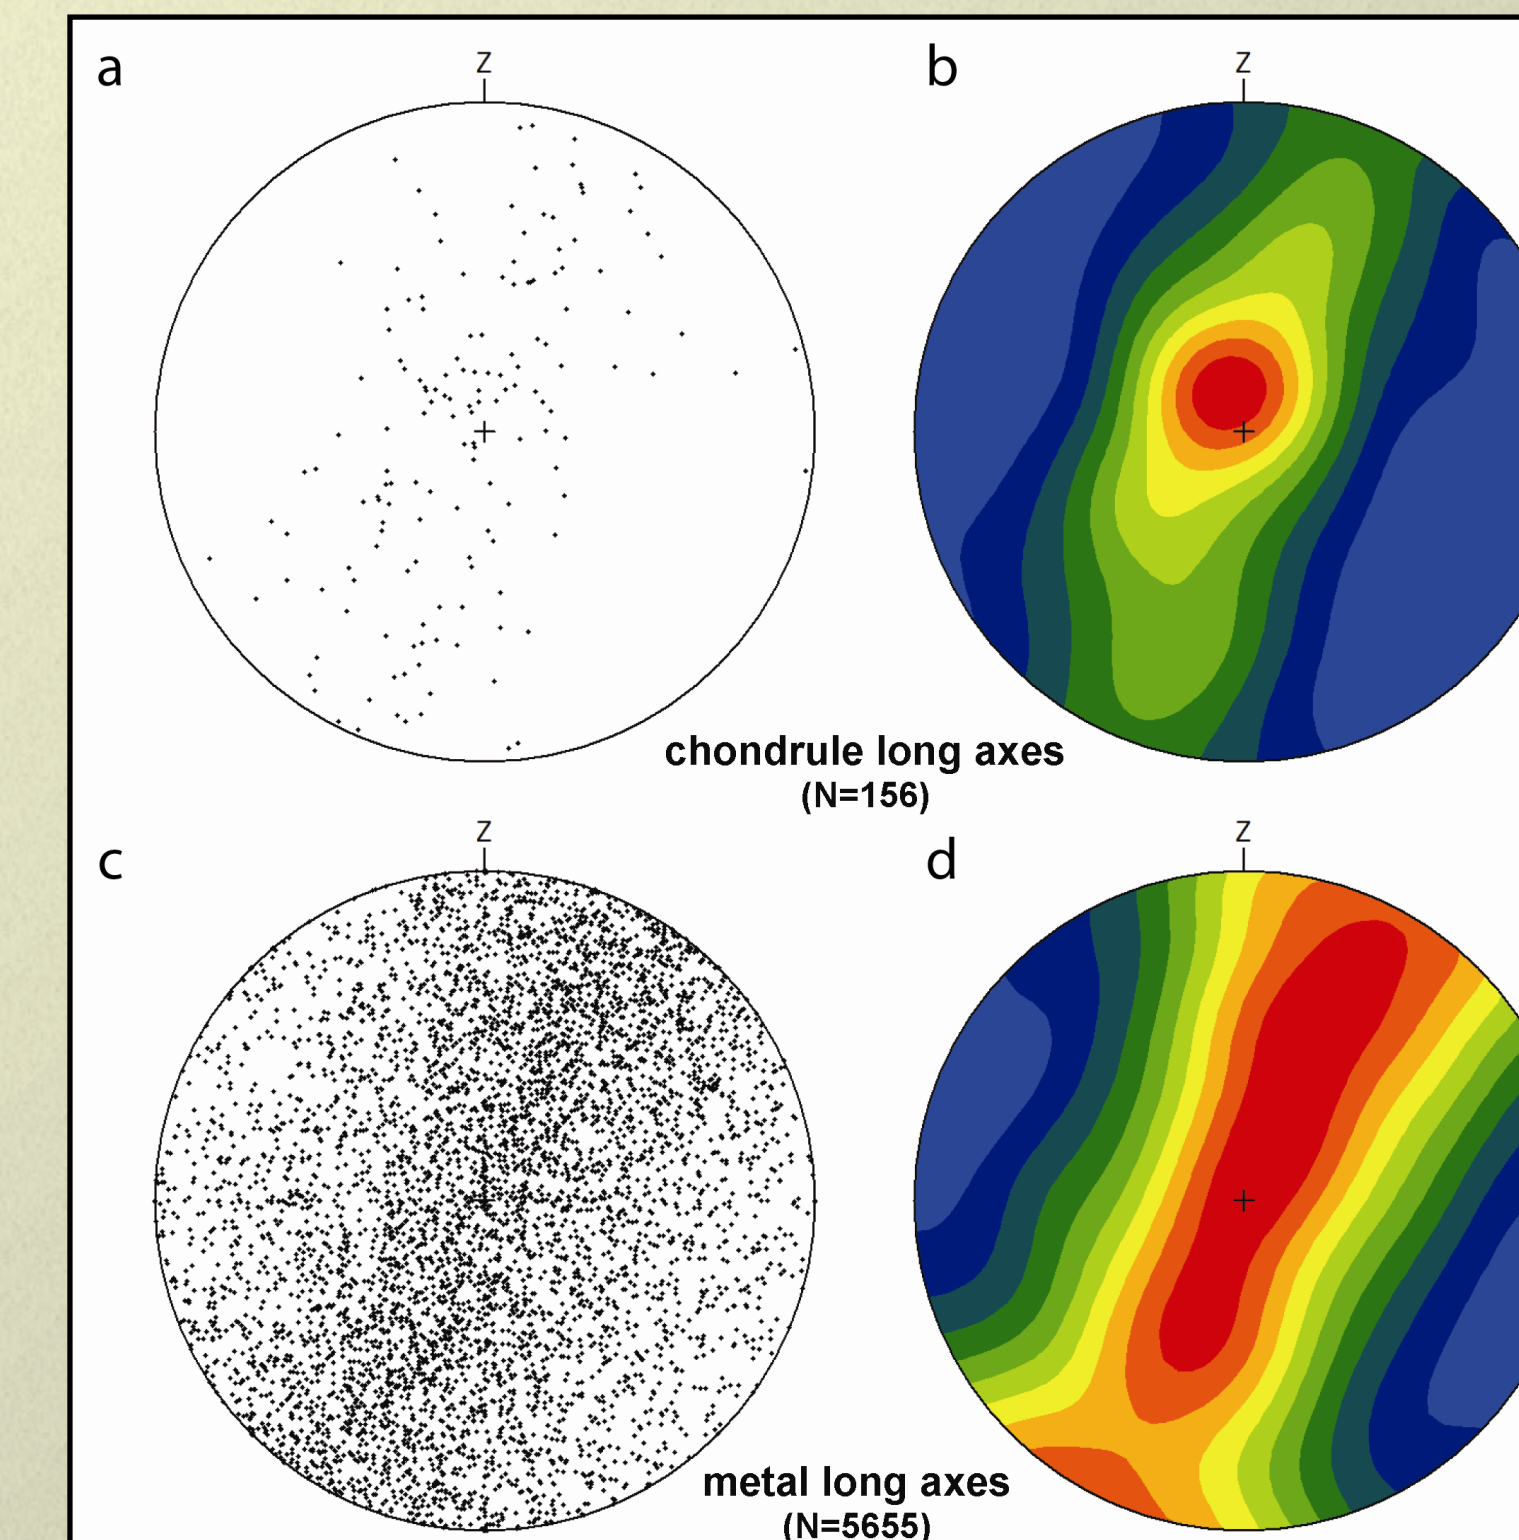 a
Z
b
Z
chondrule long axes
(N=156)
c
Z
d
Z
metal long axes
(N=5655)